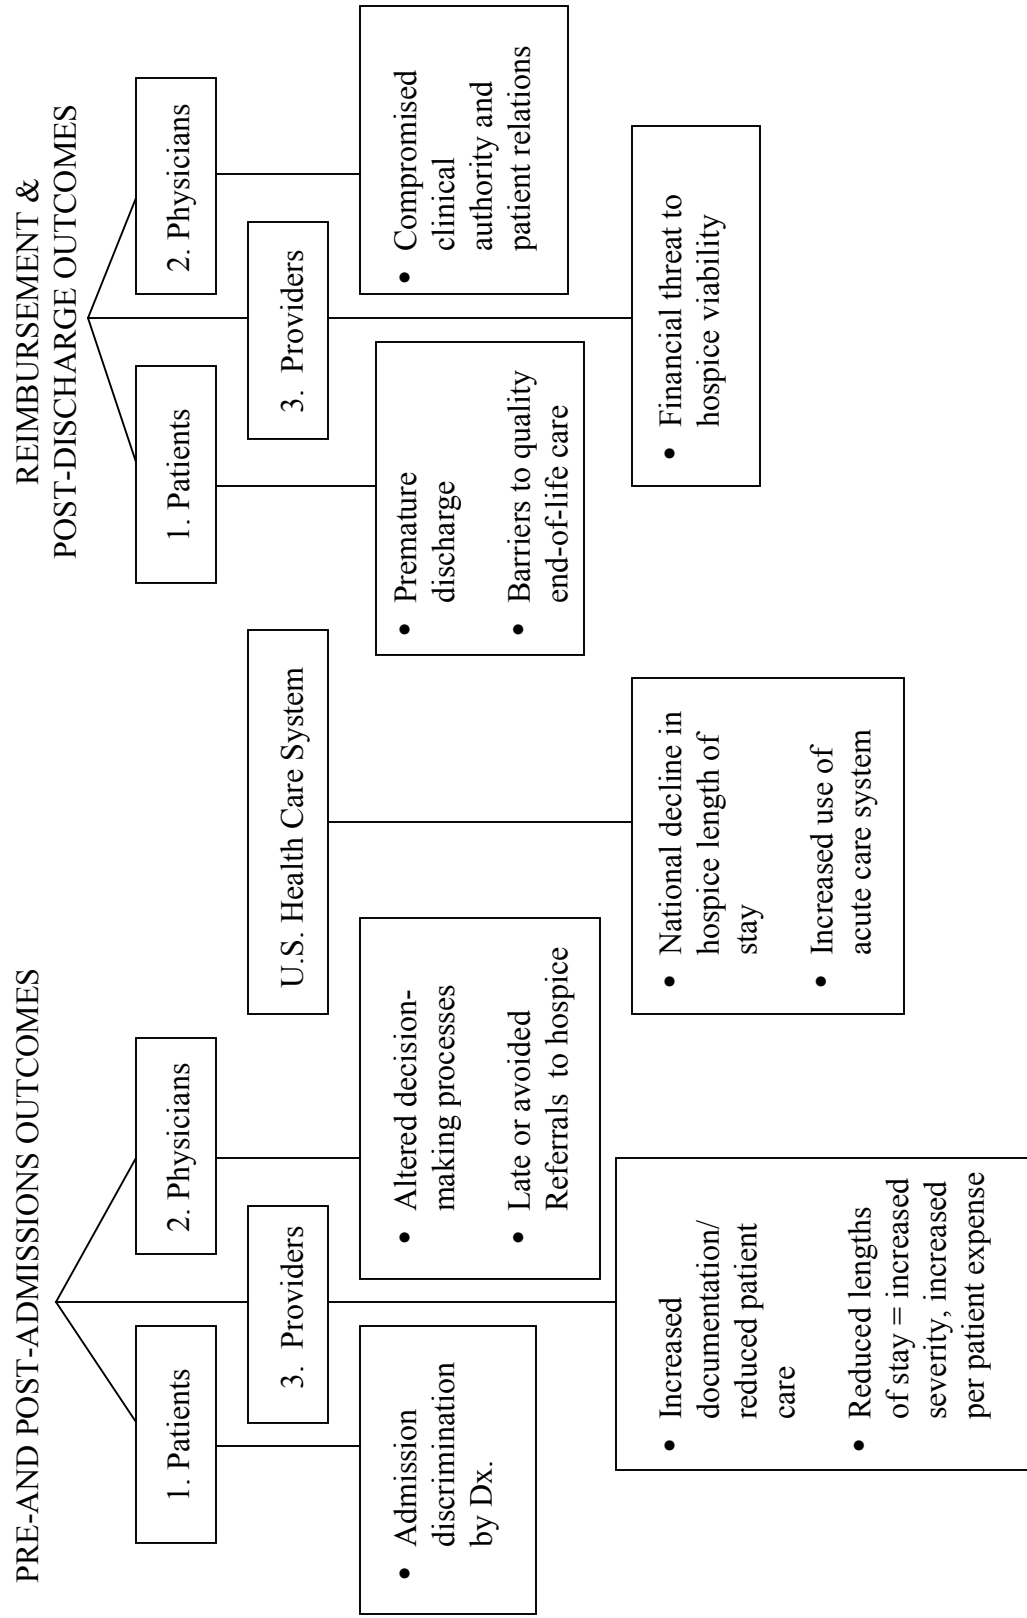 PRE-AND POST-ADMISSIONS OUTCOMES
1. Patients
2. Physicians
3. Providers
• Admission
discrimination
by Dx.
• Altered decision-
making processes
• Late or avoided
Referrals to hospice
• Increased
documentation/
reduced patient
care
• Reduced lengths
of stay = increased
severity, increased
per patient expense
U.S. Health Care System
• National decline in
hospice length of
stay
• Increased use of
acute care system
REIMBURSEMENT &
POST-DISCHARGE OUTCOMES
1. Patients
2. Physicians
3. Providers
• Premature
discharge
• Barriers to quality
end-of-life care
• Compromised
clinical
authority and
patient relations
• Financial threat to
hospice viability